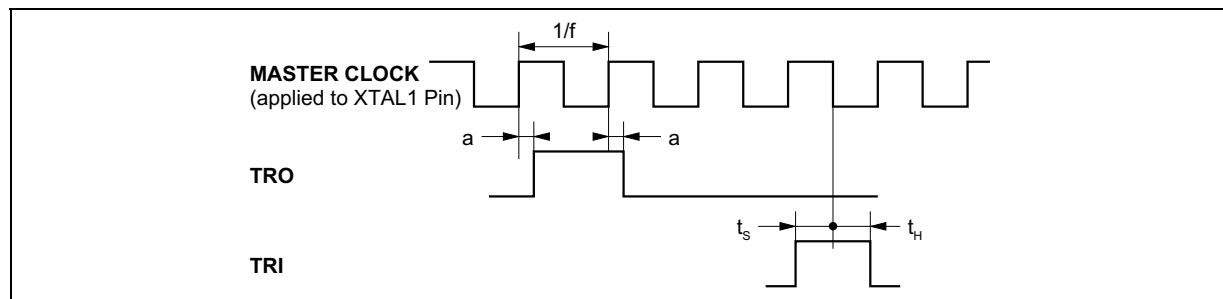 1/f
MASTER CLOCK
(applied to XTAL1 Pin)
a a
TRO
tS tH
TRI